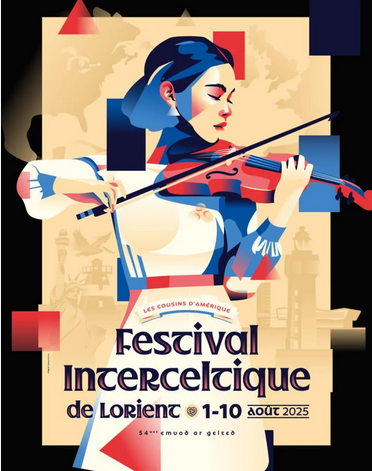 LES COUSINS D'AMÉRIQUE
Festival
Interceltique
de Lorient 1-10 AOÛT 2025
54vet emvod ar gelted